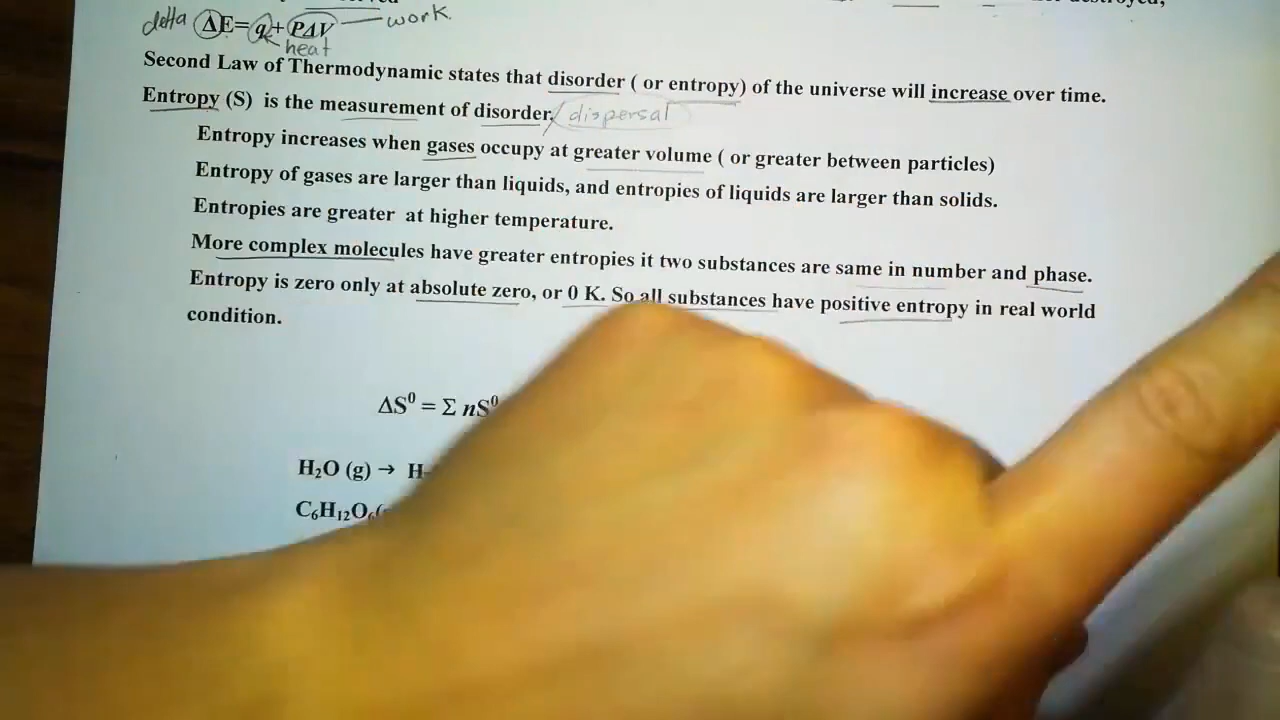 delta ΔE= q+ PΔV — work
heat
Second Law of Thermodynamic states that disorder ( or entropy) of the universe will increase over time.
Entropy (S) is the measurement of disorder. / dispersal
Entropy increases when gases occupy at greater volume ( or greater between particles)
Entropy of gases are larger than liquids, and entropies of liquids are larger than solids.
Entropies are greater at higher temperature.
More complex molecules have greater entropies it two substances are same in number and phase.
Entropy is zero only at absolute zero, or 0 K. So all substances have positive entropy in real world
condition.
ΔS⁰ = Σ nS⁰
H₂O (g) → H
C₆H₁₂O₆(